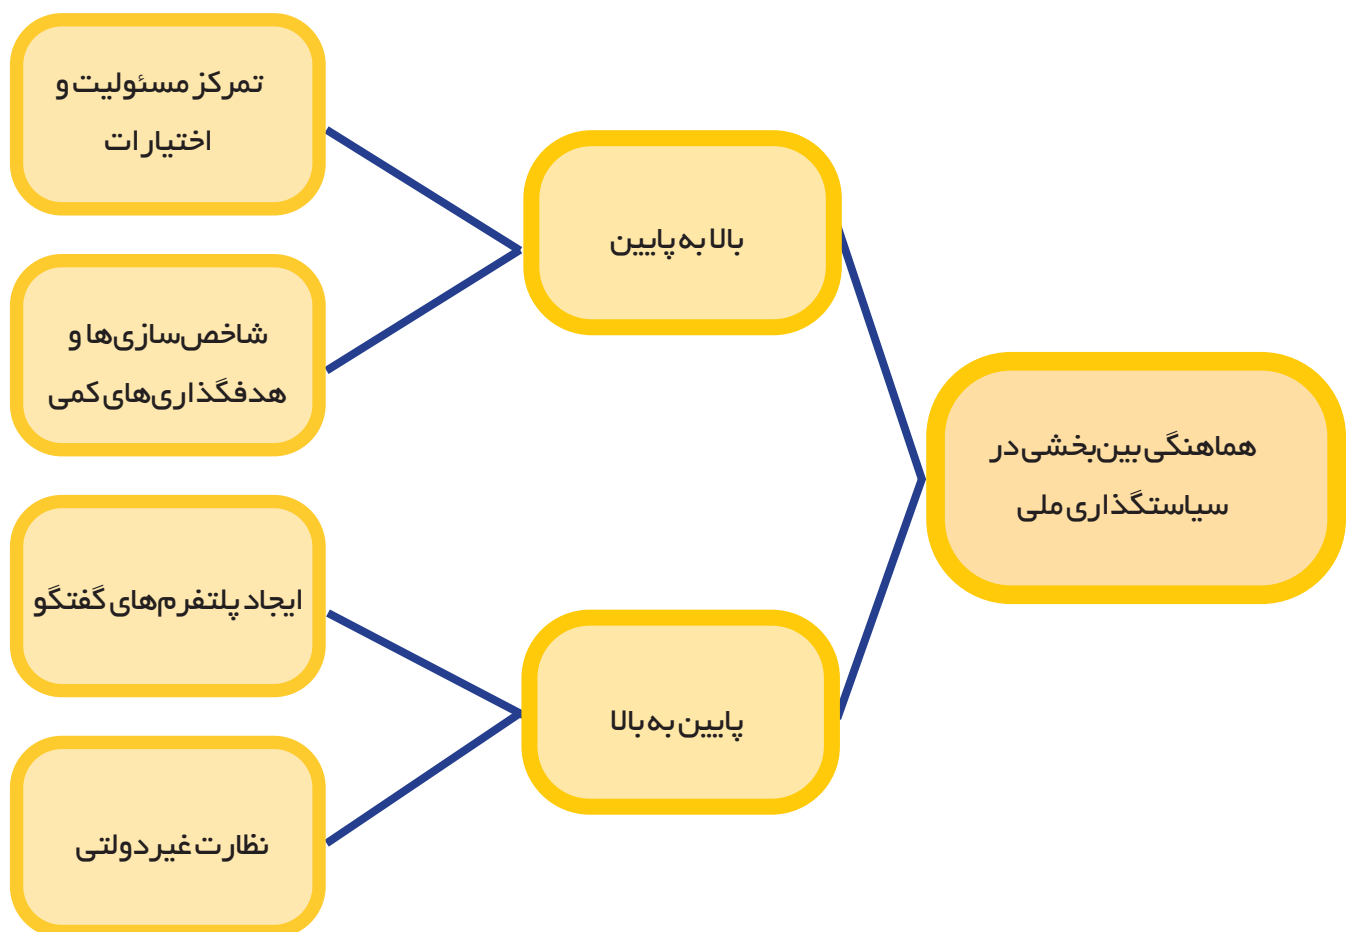 هماهنگی بین‌بخشی در
سیاستگذاری ملی
بالا به پایین
تمرکز مسئولیت و
اختیارات
شاخص‌سازی‌ها و
هدفگذاری‌های کمی
پایین به بالا
ایجاد پلتفرم‌های گفتگو
نظارت غیردولتی